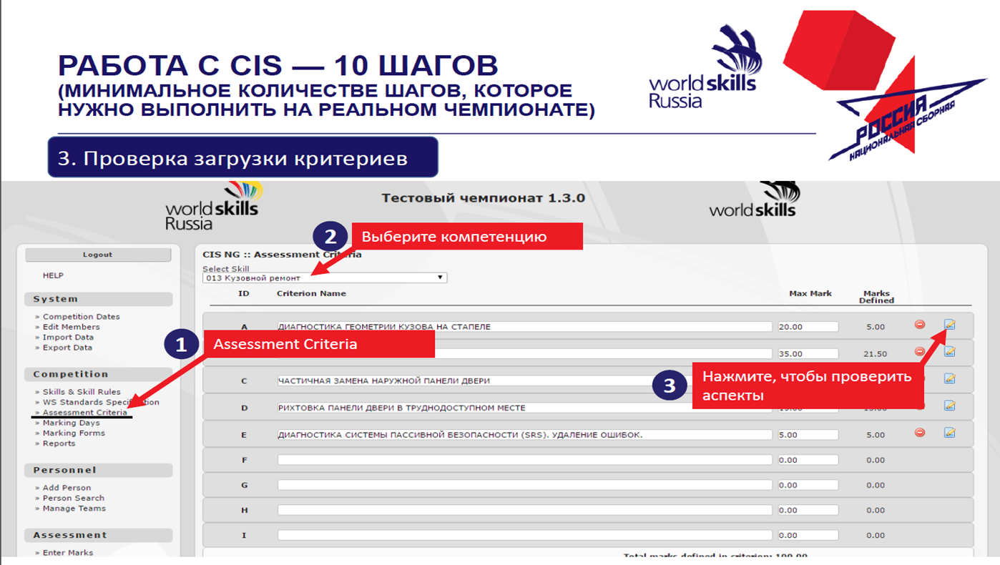 РАБОТА С CIS — 10 ШАГОВ
(МИНИМАЛЬНОЕ КОЛИЧЕСТВЕ ШАГОВ, КОТОРОЕ
НУЖНО ВЫПОЛНИТЬ НА РЕАЛЬНОМ ЧЕМПИОНАТЕ)
worldskills
Russia
РОССИЯ
НАЦИОНАЛЬНАЯ СБОРНАЯ
3. Проверка загрузки критериев
worldskills
Russia
Тестовый чемпионат 1.3.0
worldskills
Logout
HELP
System
» Competition Dates
» Edit Members
» Import Data
» Export Data
Competition
» Skills & Skill Rules
» WS Standards Specification
» Assessment Criteria
» Marking Days
» Marking Forms
» Reports
Personnel
» Add Person
» Person Search
» Manage Teams
Assessment
» Enter Marks
1 Assessment Criteria
2 Выберите компетенцию
CIS NG :: Assessment Criteria
Select Skill
013 Кузовной ремонт
ID Criterion Name Max Mark Marks Defined
A ДИАГНОСТИКА ГЕОМЕТРИИ КУЗОВА НА СТАПЕЛЕ 20.00 5.00
35.00 21.50
3 Нажмите, чтобы проверить
аспекты
C ЧАСТИЧНАЯ ЗАМЕНА НАРУЖНОЙ ПАНЕЛИ ДВЕРИ
D РИХТОВКА ПАНЕЛИ ДВЕРИ В ТРУДНОДОСТУПНОМ МЕСТЕ
E ДИАГНОСТИКА СИСТЕМЫ ПАССИВНОЙ БЕЗОПАСНОСТИ (SRS). УДАЛЕНИЕ ОШИБОК. 5.00 5.00
F 0.00 0.00
G 0.00 0.00
H 0.00 0.00
I 0.00 0.00
Total marks defined in criterion: 100.00